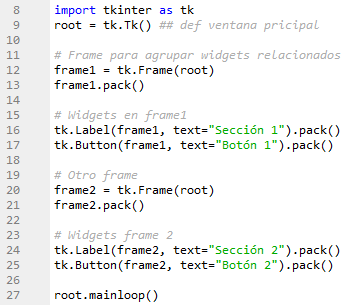 8 import tkinter as tk
9 root = tk.Tk() ## def ventana pricipal
10
11 # Frame para agrupar widgets relacionados
12 frame1 = tk.Frame(root)
13 frame1.pack()
14
15 # Widgets en frame1
16 tk.Label(frame1, text="Sección 1").pack()
17 tk.Button(frame1, text="Botón 1").pack()
18
19 # Otro frame
20 frame2 = tk.Frame(root)
21 frame2.pack()
22
23 # Widgets frame 2
24 tk.Label(frame2, text="Sección 2").pack()
25 tk.Button(frame2, text="Botón 2").pack()
26
27 root.mainloop()